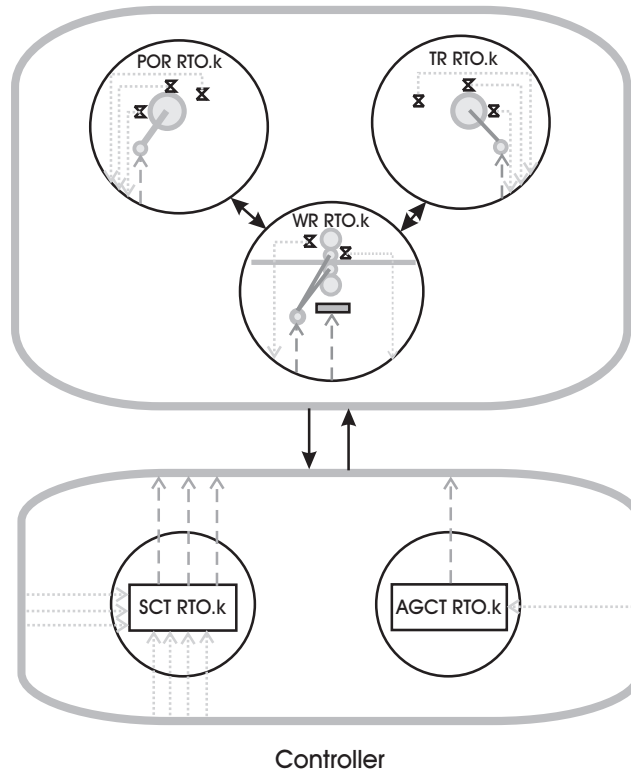 POR RTO.k
TR RTO.k
WR RTO.k
SCT RTO.k
AGCT RTO.k
Controller